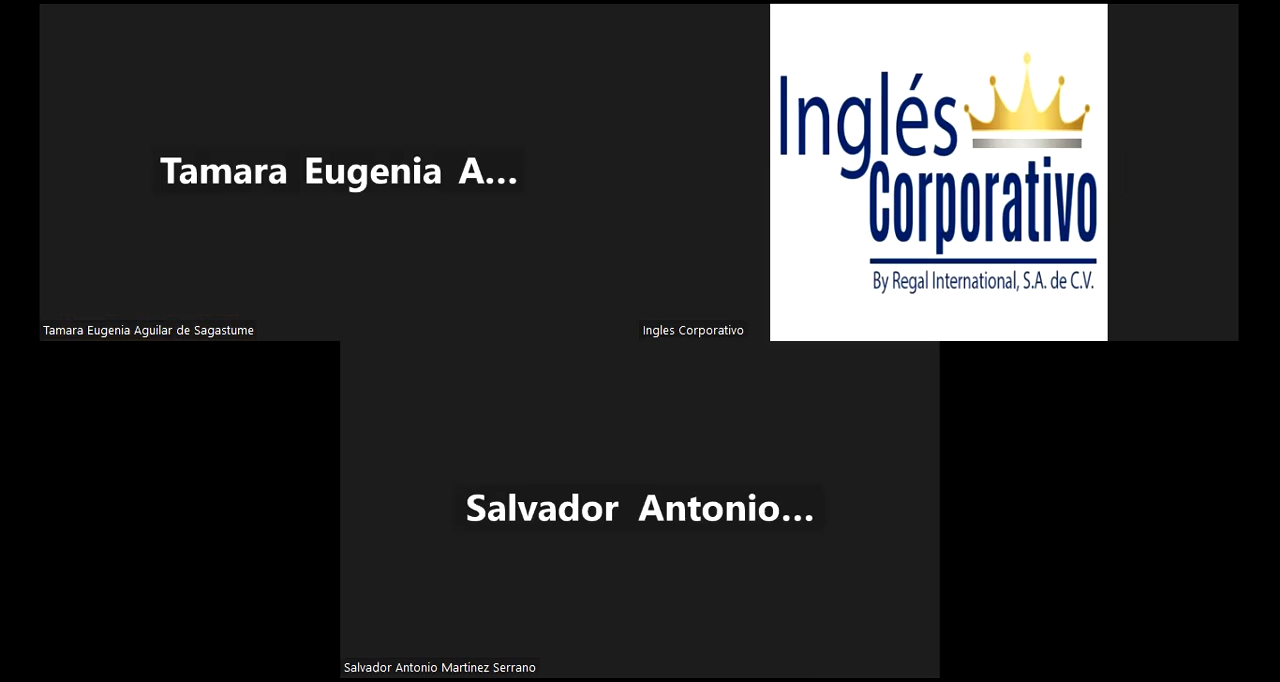 Tamara Eugenia A...
Tamara Eugenia Aguilar de Sagastume
Inglés
Corporativo
By Regal International, S.A. de C.V.
Ingles Corporativo
Salvador Antonio...
Salvador Antonio Martinez Serrano